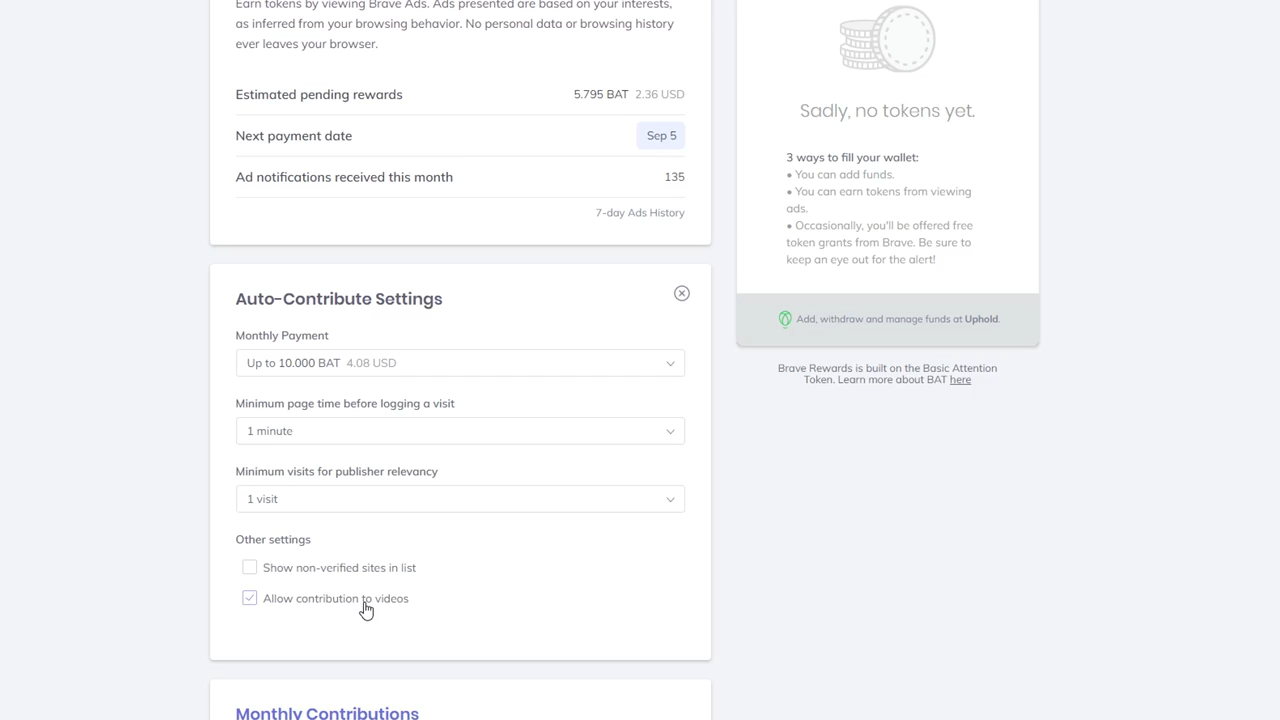 Earn tokens by viewing Brave Ads. Ads presented are based on your interests,
as inferred from your browsing behavior. No personal data or browsing history
ever leaves your browser.
Estimated pending rewards 5.795 BAT 2.36 USD
Next payment date Sep 5
Ad notifications received this month 135
7-day Ads History
Auto-Contribute Settings
Monthly Payment
Up to 10.000 BAT 4.08 USD
Minimum page time before logging a visit
1 minute
Minimum visits for publisher relevancy
1 visit
Other settings
Show non-verified sites in list
Allow contribution to videos
Monthly Contributions
Sadly, no tokens yet.
3 ways to fill your wallet:
• You can add funds.
• You can earn tokens from viewing
ads.
• Occasionally, you'll be offered free
token grants from Brave. Be sure to
keep an eye out for the alert!
Add, withdraw and manage funds at Uphold.
Brave Rewards is built on the Basic Attention
Token. Learn more about BAT here